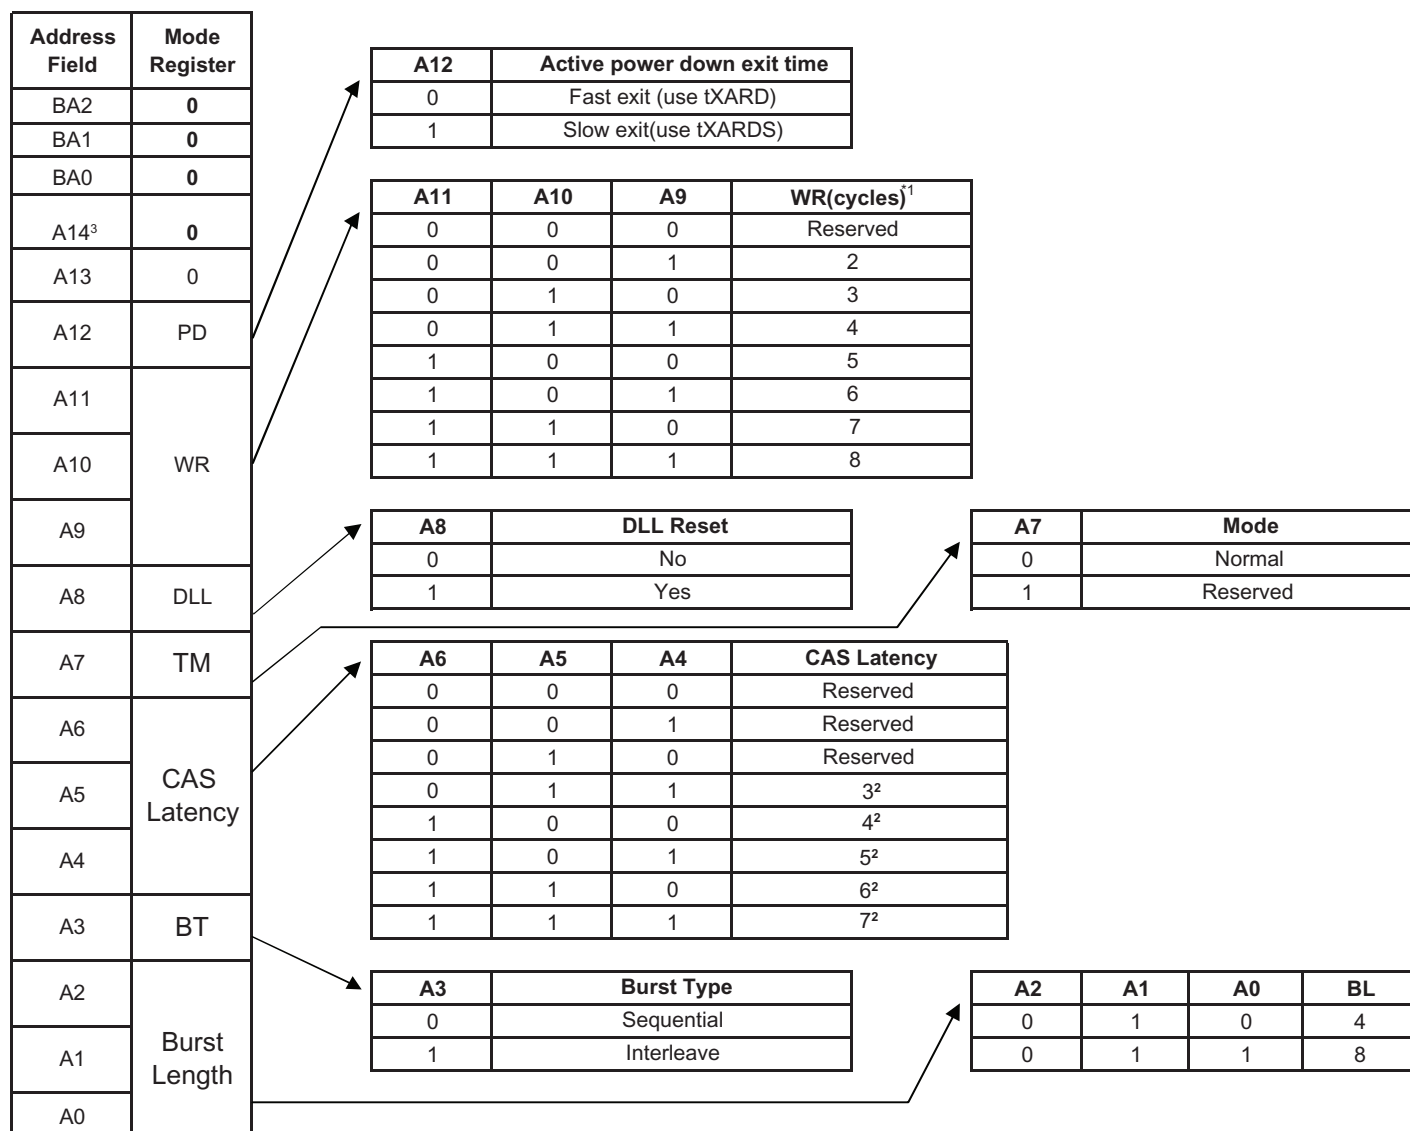 Address Field Mode Register
BA2 0
BA1 0
BA0 0
A14³ 0
A13 0
A12 PD
A11
A10 WR
A9
A8 DLL
A7 TM
A6
A5 CAS Latency
A4
A3 BT
A2
A1 Burst Length
A0
A12 Active power down exit time
0 Fast exit (use tXARD)
1 Slow exit(use tXARDS)
A11 A10 A9 WR(cycles)*1
0 0 0 Reserved
0 0 1 2
0 1 0 3
0 1 1 4
1 0 0 5
1 0 1 6
1 1 0 7
1 1 1 8
A8 DLL Reset
0 No
1 Yes
A7 Mode
0 Normal
1 Reserved
A6 A5 A4 CAS Latency
0 0 0 Reserved
0 0 1 Reserved
0 1 0 Reserved
0 1 1 3²
1 0 0 4²
1 0 1 5²
1 1 0 6²
1 1 1 7²
A3 Burst Type
0 Sequential
1 Interleave
A2 A1 A0 BL
0 1 0 4
0 1 1 8